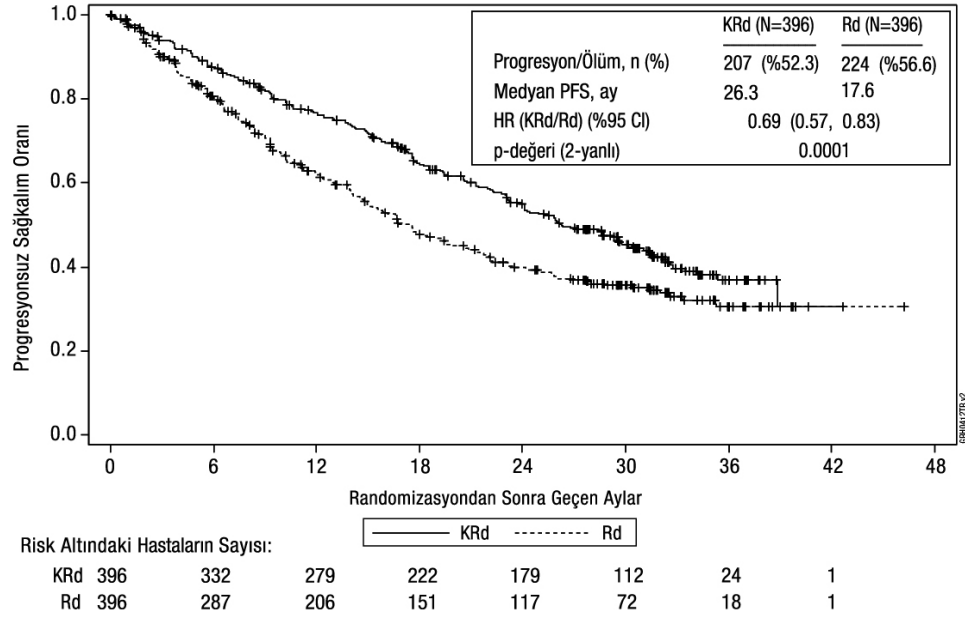 KRd (N=396) Rd (N=396)
Progresyon/Ölüm, n (%) 207 (%52.3) 224 (%56.6)
Medyan PFS, ay 26.3 17.6
HR (KRd/Rd) (%95 CI) 0.69 (0.57, 0.83)
p-değeri (2-yanlı) 0.0001
Progresyonsuz Sağkalım Oranı
1.0
0.8
0.6
0.4
0.2
0.0
0 6 12 18 24 30 36 42 48
Randomizasyondan Sonra Geçen Aylar
KRd Rd
Risk Altındaki Hastaların Sayısı:
KRd 396 332 279 222 179 112 24 1
Rd 396 287 206 151 117 72 18 1